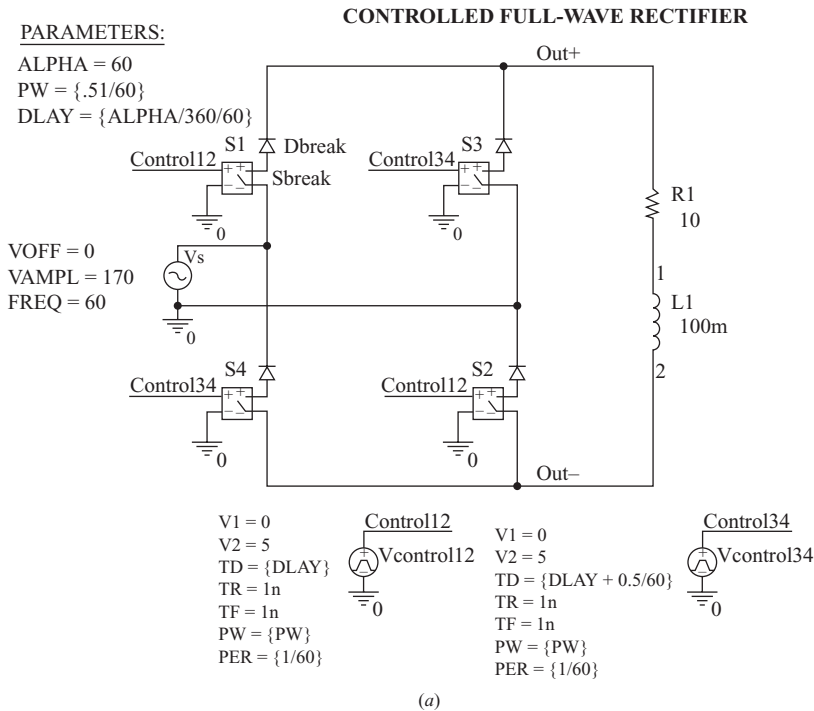 CONTROLLED FULL-WAVE RECTIFIER
PARAMETERS:
ALPHA = 60
PW = {.51/60}
DLAY = {ALPHA/360/60}
Out+
S1
Dbreak
S3
Control12
Control34
Sbreak
0
0
R1
10
VOFF = 0
VAMPL = 170
FREQ = 60
Vs
0
1
L1
100m
2
S4
S2
Control34
Control12
0
0
Out–
V1 = 0
V2 = 5
TD = {DLAY}
TR = 1n
TF = 1n
PW = {PW}
PER = {1/60}
Control12
Vcontrol12
0
V1 = 0
V2 = 5
TD = {DLAY + 0.5/60}
TR = 1n
TF = 1n
PW = {PW}
PER = {1/60}
Control34
Vcontrol34
0
(a)